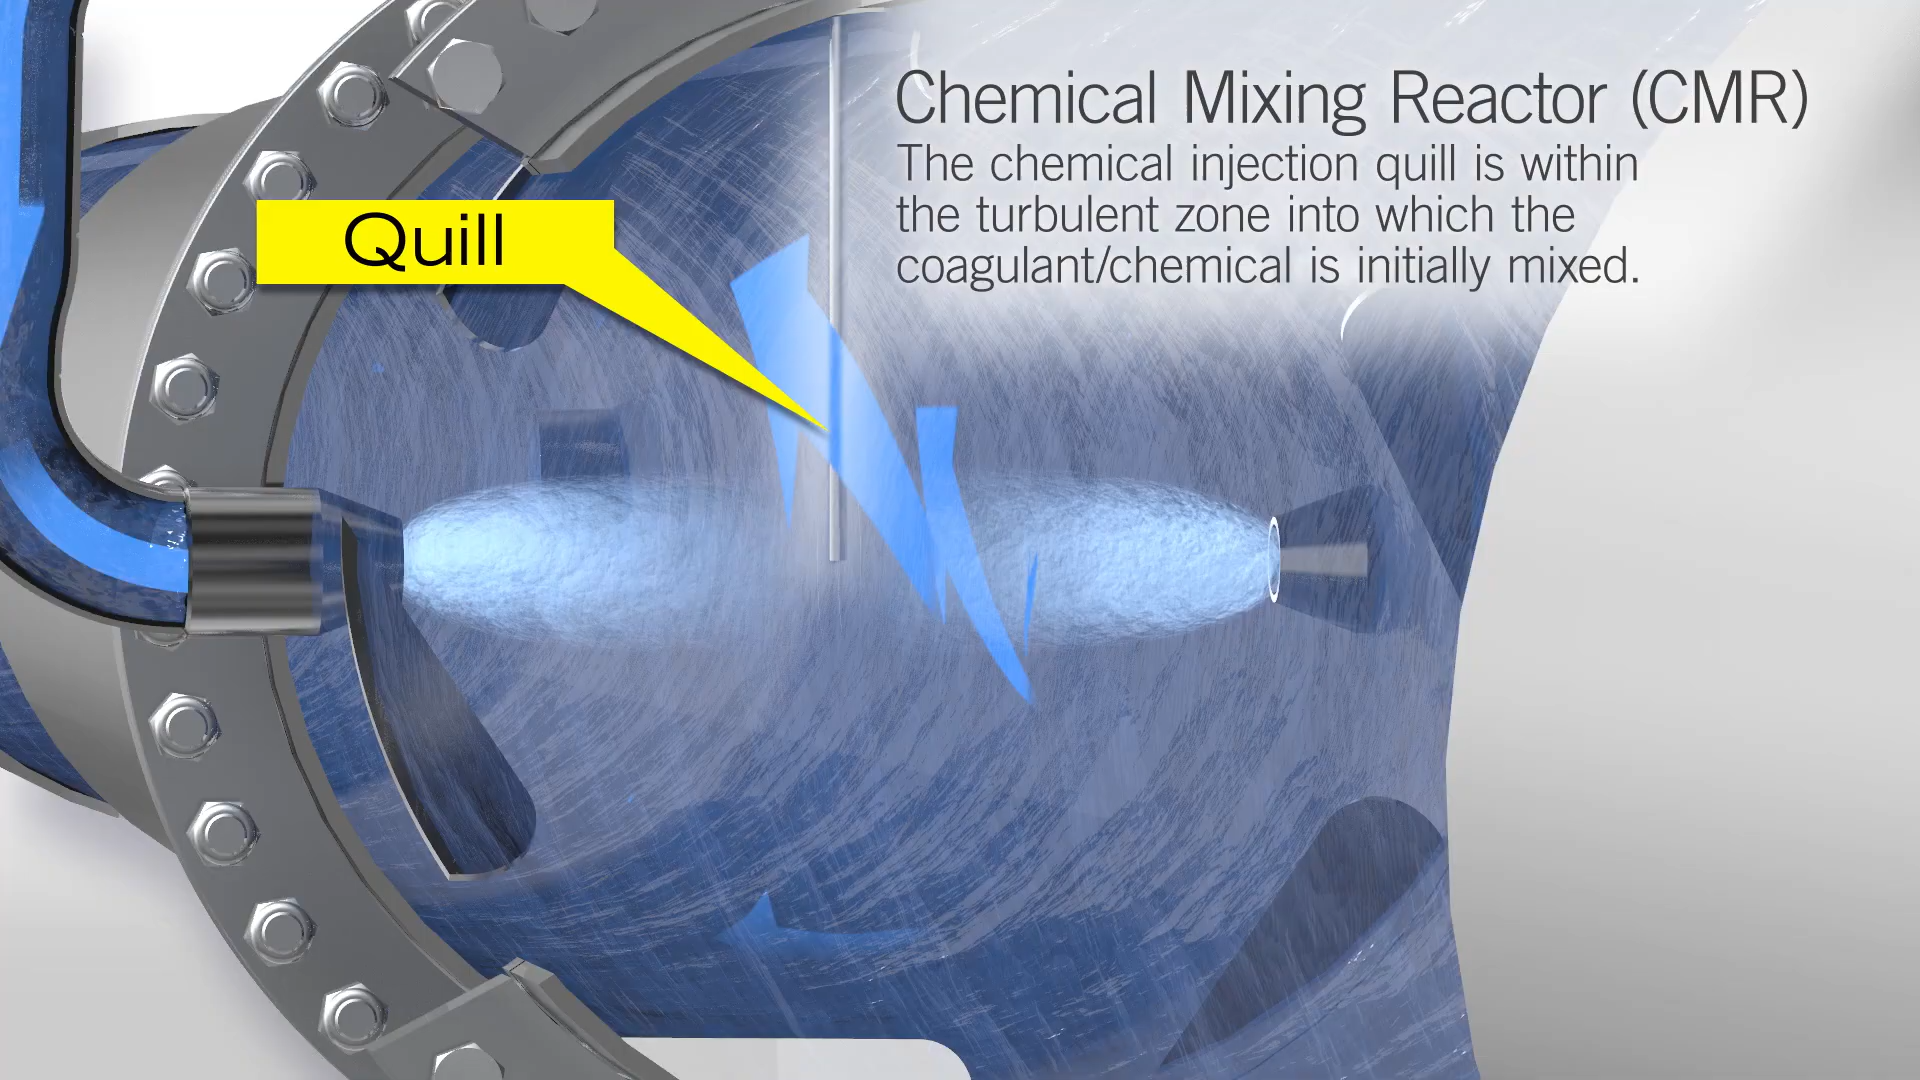 Chemical Mixing Reactor (CMR)
The chemical injection quill is within
the turbulent zone into which the
coagulant/chemical is initially mixed.
Quill